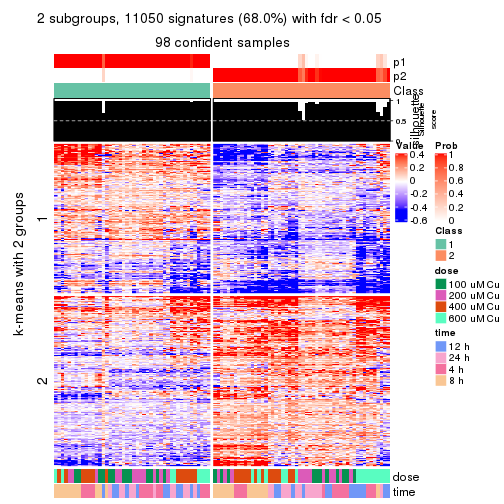 2 subgroups, 11050 signatures (68.0%) with fdr < 0.05
98 confident samples
p1
p2
Class
1
0.5
0
Silhouette
score
k-means with 2 groups
1
2
Value
0.4
0.2
0
-0.2
-0.4
-0.6
Prob
1
0.8
0.6
0.4
0.2
0
Class
1
2
dose
100 uM Cu
200 uM Cu
400 uM Cu
600 uM Cu
time
12 h
24 h
4 h
8 h
dose
time